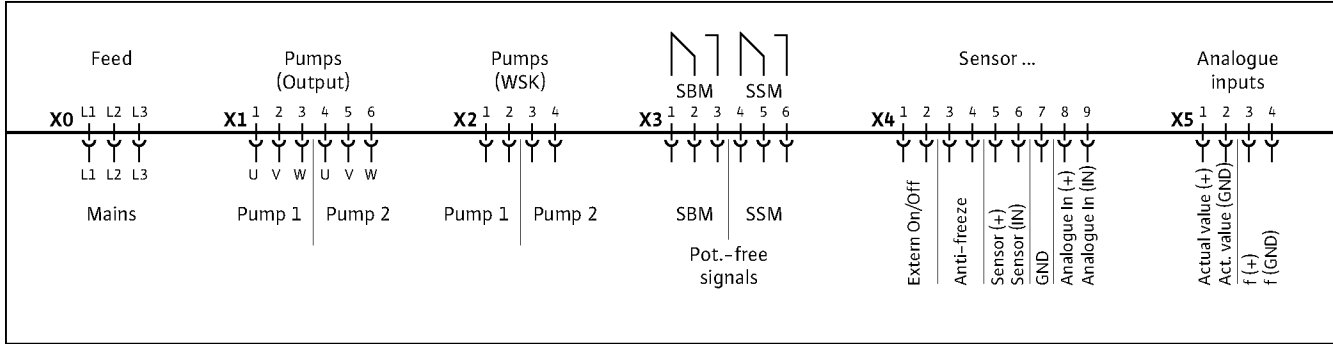 Feed
Pumps
(Output)
Pumps
(WSK)
SBM
SSM
Sensor ...
Analogue
inputs
X0 L1 L2 L3
X1 1 2 3 4 5 6
X2 1 2 3 4
X3 1 2 3 4 5 6
X4 1 2 3 4 5 6 7 8 9
X5 1 2 3 4
L1 L2 L3
U V W U V W
Mains
Pump 1 Pump 2
Pump 1 Pump 2
SBM SSM
Pot.-free
signals
Extern On/Off
Anti-freeze
Sensor (+)
Sensor (IN)
GND
Analogue In (+)
Analogue In (IN)
Actual value (+)
Act. value (GND)
f (+)
f (GND)